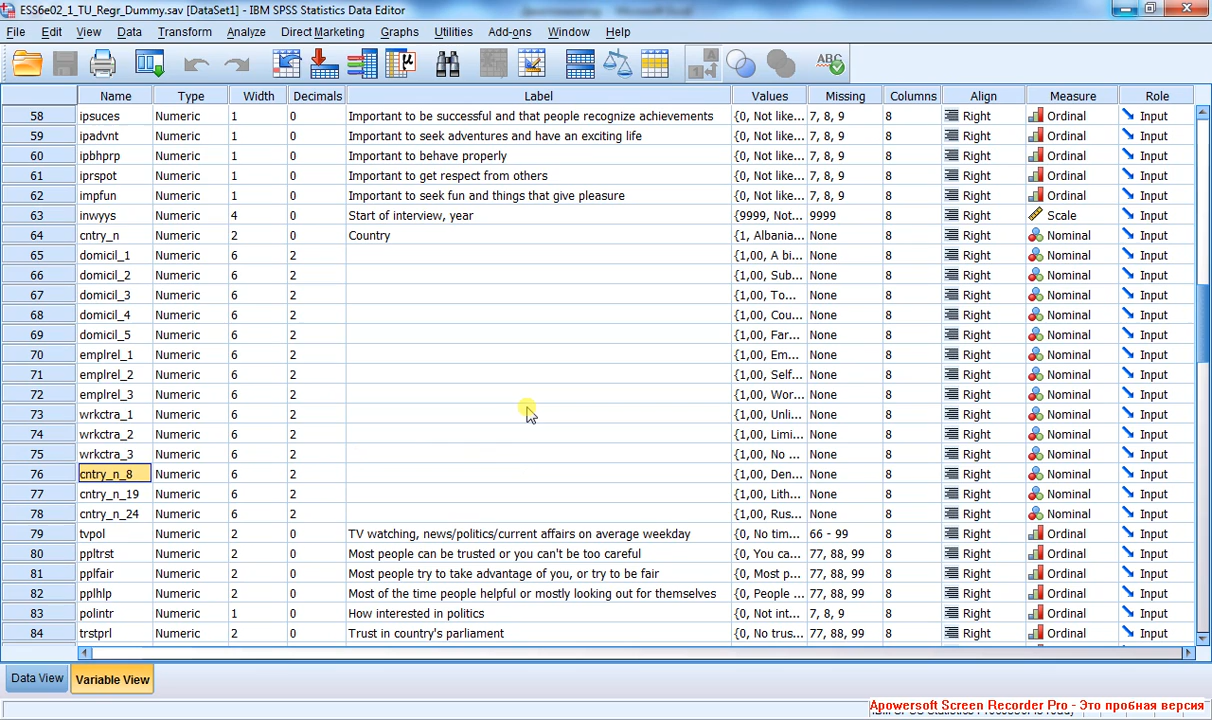 ESS6e02_1_TU_Regr_Dummy.sav [DataSet1] - IBM SPSS Statistics Data Editor
File Edit View Data Transform Analyze Direct Marketing Graphs Utilities Add-ons Window Help
Name Type Width Decimals Label Values Missing Columns Align Measure Role
58 ipsuces Numeric 1 0 Important to be successful and that people recognize achievements {0, Not like... 7, 8, 9 8 Right Ordinal Input
59 ipadvnt Numeric 1 0 Important to seek adventures and have an exciting life {0, Not like... 7, 8, 9 8 Right Ordinal Input
60 ipbhprp Numeric 1 0 Important to behave properly {0, Not like... 7, 8, 9 8 Right Ordinal Input
61 iprspot Numeric 1 0 Important to get respect from others {0, Not like... 7, 8, 9 8 Right Ordinal Input
62 impfun Numeric 1 0 Important to seek fun and things that give pleasure {0, Not like... 7, 8, 9 8 Right Ordinal Input
63 inwyys Numeric 4 0 Start of interview, year {9999, Not... 9999 8 Right Scale Input
64 cntry_n Numeric 2 0 Country {1, Albania... None 8 Right Nominal Input
65 domicil_1 Numeric 6 2 {1,00, A bi... None 8 Right Nominal Input
66 domicil_2 Numeric 6 2 {1,00, Sub... None 8 Right Nominal Input
67 domicil_3 Numeric 6 2 {1,00, To... None 8 Right Nominal Input
68 domicil_4 Numeric 6 2 {1,00, Cou... None 8 Right Nominal Input
69 domicil_5 Numeric 6 2 {1,00, Far... None 8 Right Nominal Input
70 emplrel_1 Numeric 6 2 {1,00, Em... None 8 Right Nominal Input
71 emplrel_2 Numeric 6 2 {1,00, Self... None 8 Right Nominal Input
72 emplrel_3 Numeric 6 2 {1,00, Wor... None 8 Right Nominal Input
73 wrkctra_1 Numeric 6 2 {1,00, Unli... None 8 Right Nominal Input
74 wrkctra_2 Numeric 6 2 {1,00, Limi... None 8 Right Nominal Input
75 wrkctra_3 Numeric 6 2 {1,00, No ... None 8 Right Nominal Input
76 cntry_n_8 Numeric 6 2 {1,00, Den... None 8 Right Nominal Input
77 cntry_n_19 Numeric 6 2 {1,00, Lith... None 8 Right Nominal Input
78 cntry_n_24 Numeric 6 2 {1,00, Rus... None 8 Right Nominal Input
79 tvpol Numeric 2 0 TV watching, news/politics/current affairs on average weekday {0, No tim... 66 - 99 8 Right Ordinal Input
80 ppltrst Numeric 2 0 Most people can be trusted or you can't be too careful {0, You ca... 77, 88, 99 8 Right Ordinal Input
81 pplfair Numeric 2 0 Most people try to take advantage of you, or try to be fair {0, Most p... 77, 88, 99 8 Right Ordinal Input
82 pplhlp Numeric 2 0 Most of the time people helpful or mostly looking out for themselves {0, People ... 77, 88, 99 8 Right Ordinal Input
83 polintr Numeric 1 0 How interested in politics {0, Not int... 7, 8, 9 8 Right Ordinal Input
84 trstprl Numeric 2 0 Trust in country's parliament {0, No trus... 77, 88, 99 8 Right Ordinal Input
Data View Variable View
Apowersoft Screen Recorder Pro - Это пробная версия